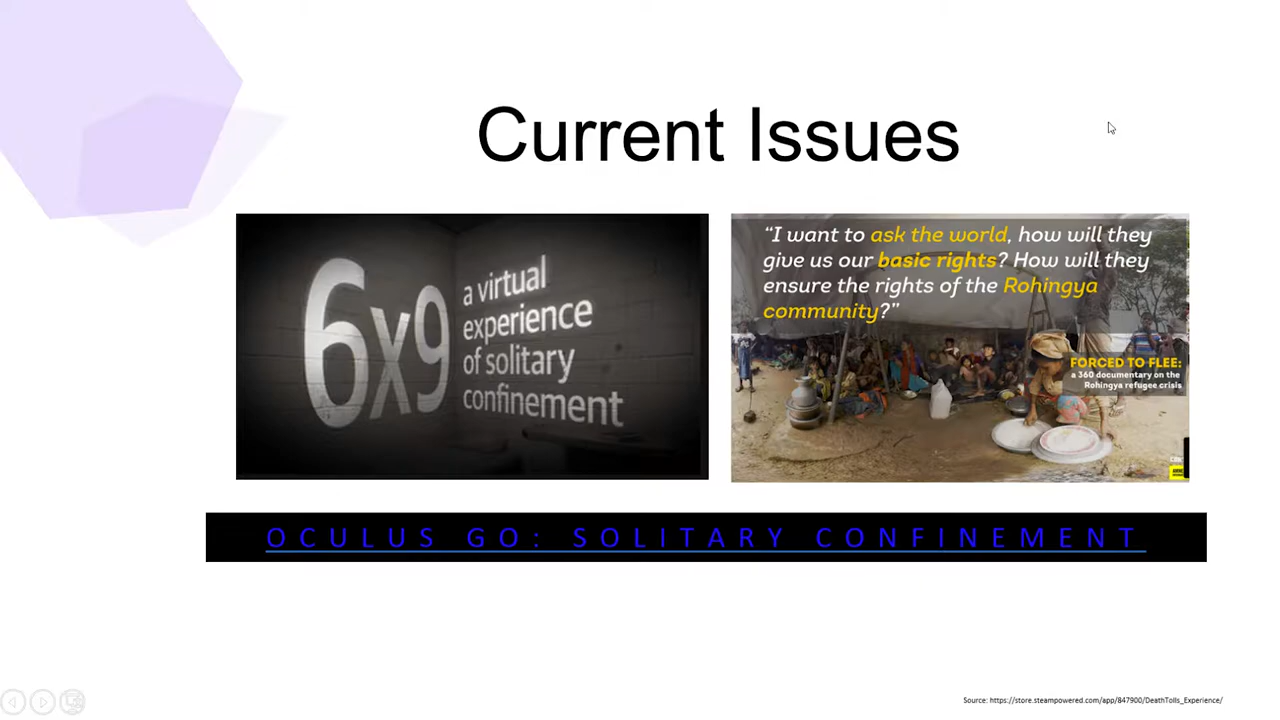 Current Issues
6x9
a virtual
experience
of solitary
confinement
“I want to ask the world, how will they
give us our basic rights? How will they
ensure the rights of the Rohingya
community?”
FORCED TO FLEE:
a 360 documentary on the
Rohingya refugee crisis
OCULUS GO: SOLITARY CONFINEMENT
Source: https://store.steampowered.com/app/847900/DeathTolls_Experience/